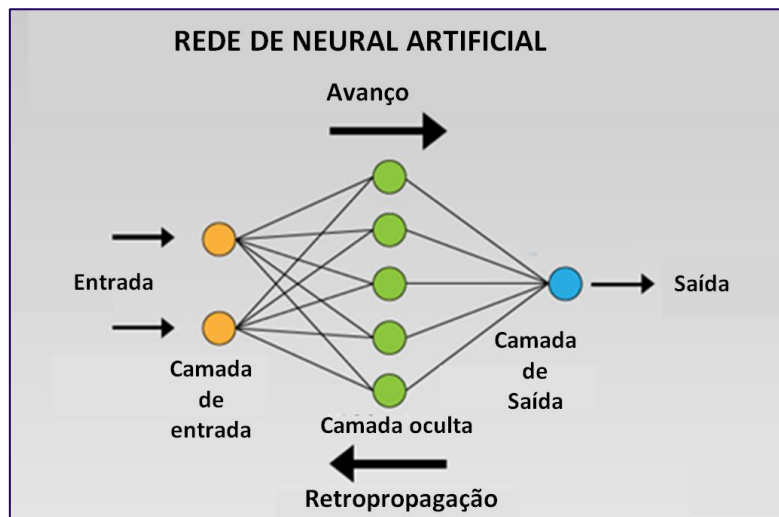 REDE DE NEURAL ARTIFICIAL
Avanço
Entrada
Saída
Camada
de
entrada
Camada oculta
Camada
de
Saída
Retropropagação